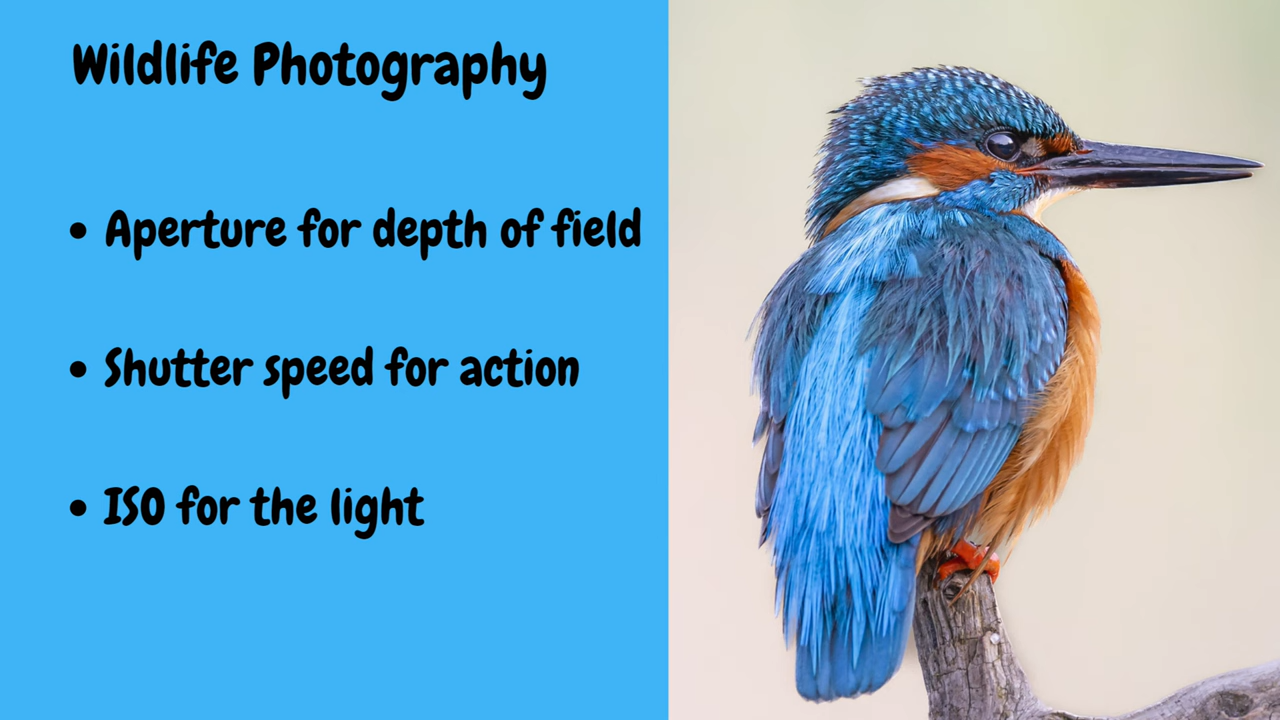 Wildlife Photography
• Aperture for depth of field
• Shutter speed for action
• ISO for the light